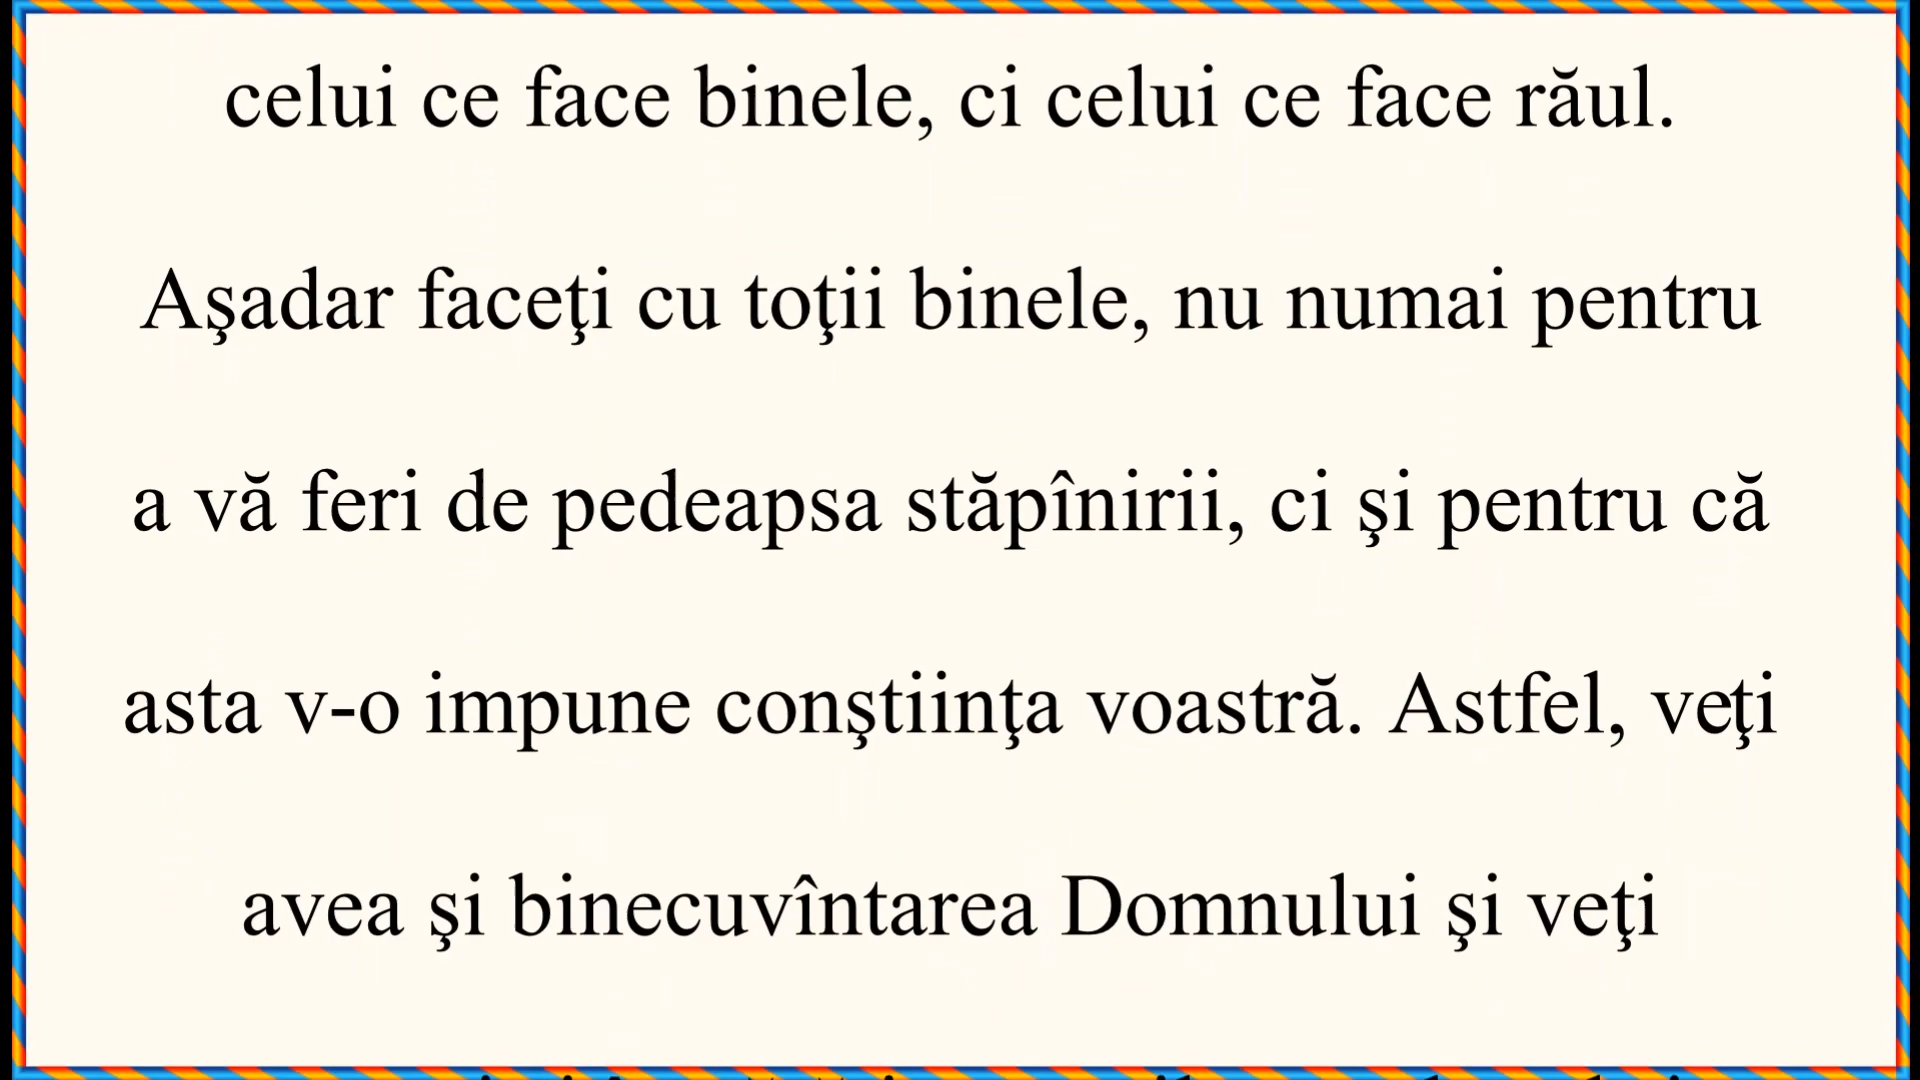 celui ce face binele, ci celui ce face răul.
Aşadar faceţi cu toţii binele, nu numai pentru
a vă feri de pedeapsa stăpînirii, ci şi pentru că
asta v-o impune conştiinţa voastră. Astfel, veţi
avea şi binecuvîntarea Domnului şi veţi